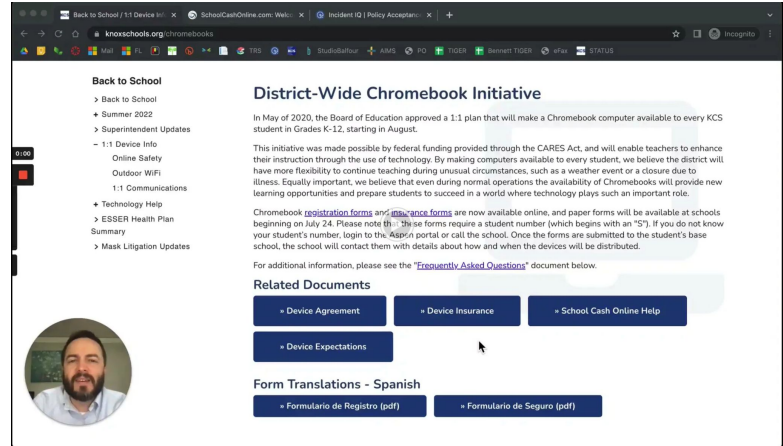 Back to School / 1:1 Device Inf
SchoolCashOnline.com: Welco
Incident IQ | Policy Acceptance
knoxschools.org/chromebooks
Incognito
Mail
FL
TRS
StudioBalfour
AIMS
PO
TIGER
Bennett TIGER
eFax
STATUS
0:00
Back to School
> Back to School
+ Summer 2022
> Superintendent Updates
– 1:1 Device Info
Online Safety
Outdoor WiFi
1:1 Communications
+ Technology Help
> ESSER Health Plan
Summary
> Mask Litigation Updates
District-Wide Chromebook Initiative
In May of 2020, the Board of Education approved a 1:1 plan that will make a Chromebook computer available to every KCS
student in Grades K-12, starting in August.
This initiative was made possible by federal funding provided through the CARES Act, and will enable teachers to enhance
their instruction through the use of technology. By making computers available to every student, we believe the district will
have more flexibility to continue teaching during unusual circumstances, such as a weather event or a closure due to
illness. Equally important, we believe that even during normal operations the availability of Chromebooks will provide new
learning opportunities and prepare students to succeed in a world where technology plays such an important role.
Chromebook registration forms and insurance forms are now available online, and paper forms will be available at schools
beginning on July 24. Please note that these forms require a student number (which begins with an "S"). If you do not know
your student's number, login to the Aspen portal or call the school. Once the forms are submitted to the student's base
school, the school will contact them with details about how and when the devices will be distributed.
For additional information, please see the "Frequently Asked Questions" document below.
Related Documents
» Device Agreement
» Device Insurance
» School Cash Online Help
» Device Expectations
Form Translations - Spanish
» Formulario de Registro (pdf)
» Formulario de Seguro (pdf)